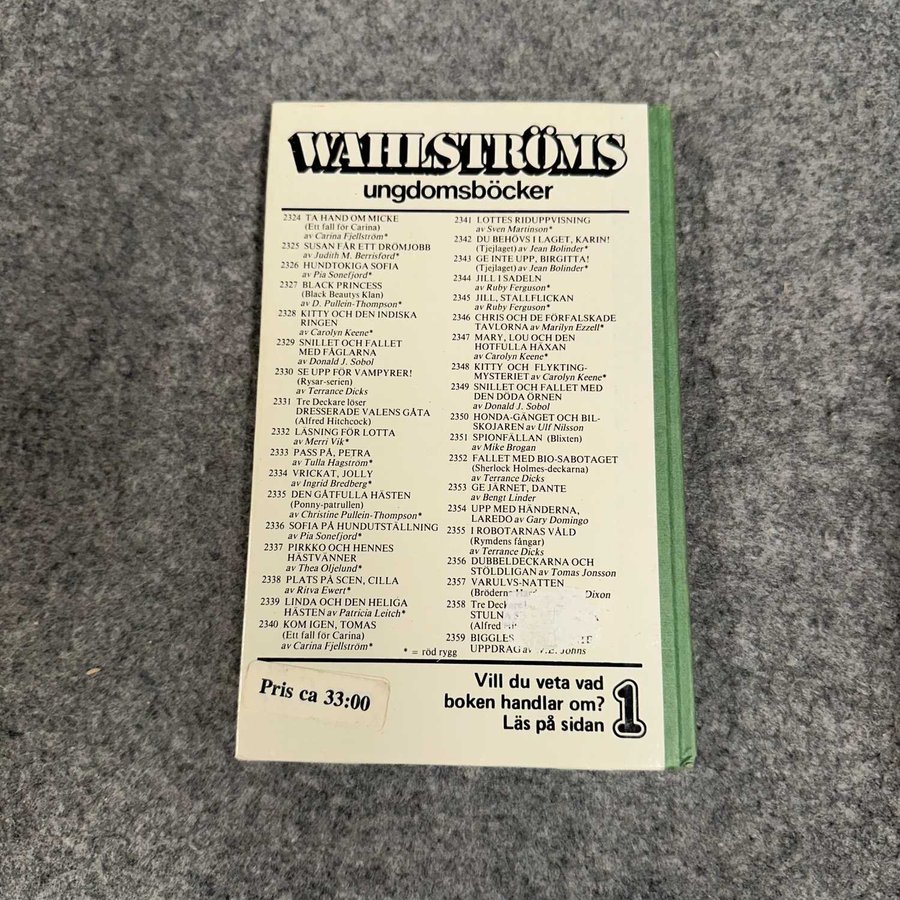 WAHLSTRÖMS
ungdomsböcker
2324 TA HAND OM MICKE
(Ett fall för Carina)
av Carina Fjellström*
2325 SUSAN FÅR ETT DRÖMJOBB
av Judith M. Berrisford*
2326 HUNDTOKIGA SOFIA
av Pia Sonefjord*
2327 BLACK PRINCESS
(Black Beautys Klan)
av D. Pullein-Thompson*
2328 KITTY OCH DEN INDISKA
RINGEN
av Carolyn Keene*
2329 SNILLET OCH FALLET
MED FÅGLARNA
av Donald J. Sobol
2330 SE UPP FÖR VAMPYRER!
(Rysar-serien)
av Terrance Dicks
2331 Tre Deckare löser
DRESSERADE VALENS GÅTA
(Alfred Hitchcock)
2332 LÄSNING FÖR LOTTA
av Merri Vik*
2333 PASS PÅ, PETRA
av Tulla Hagström*
2334 VRICKAT, JOLLY
av Ingrid Bredberg*
2335 DEN GÅTFULLA HÄSTEN
(Ponny-patrullen)
av Christine Pullein-Thompson*
2336 SOFIA PÅ HUNDUTSTÄLLNING
av Pia Sonefjord*
2337 PIRKKO OCH HENNES
HÄSTVÄNNER
av Thea Oljelund*
2338 PLATS PÅ SCEN, CILLA
av Ritva Ewert*
2339 LINDA OCH DEN HELIGA
HÄSTEN av Patricia Leitch*
2340 KOM IGEN, TOMAS
(Ett fall för Carina)
av Carina Fjellström*
2341 LOTTES RIDUPPVISNING
av Sven Martinson*
2342 DU BEHÖVS I LAGET, KARIN!
(Tjejlaget) av Jean Bolinder*
2343 GE INTE UPP, BIRGITTA!
(Tjejlaget) av Jean Bolinder*
2344 JILL I SADELN
av Ruby Ferguson*
2345 JILL, STALLFLICKAN
av Ruby Ferguson*
2346 CHRIS OCH DE FÖRFALSKADE
TAVLORNA av Marilyn Ezzell*
2347 MARY, LOU OCH DEN
HOTFULLA HÄXAN
av Carolyn Keene*
2348 KITTY OCH FLYKTING-
MYSTERIET av Carolyn Keene*
2349 SNILLET OCH FALLET MED
DEN DÖDA ÖRNEN
av Donald J. Sobol
2350 HONDA-GÄNGET OCH BIL-
SKOJAREN av Ulf Nilsson
2351 SPIONFÄLLAN (Blixten)
av Mike Brogan
2352 FALLET MED BIO-SABOTAGET
(Sherlock Holmes-deckarna)
av Terrance Dicks
2353 GE JÄRNET, DANTE
av Bengt Linder
2354 UPP MED HÄNDERNA,
LAREDO av Gary Domingo
2355 I ROBOTARNAS VÅLD
(Rymdens fångar)
av Terrance Dicks
2356 DUBBELDECKARNA OCH
STÖLDLIGAN av Tomas Jonsson
2357 VARULVS-NATTEN
(Bröderna Dixon
2358 Tre
(Alfred
2359 BIGGLES
UPPDRAG av W.E. Johns
* = röd rygg
Pris ca 33:00
Vill du veta vad
boken handlar om?
Läs på sidan 1